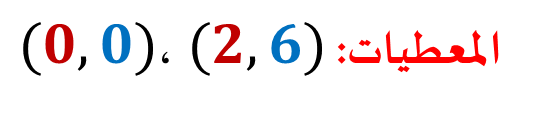 المعطيات: (2, 6) ، (0, 0)